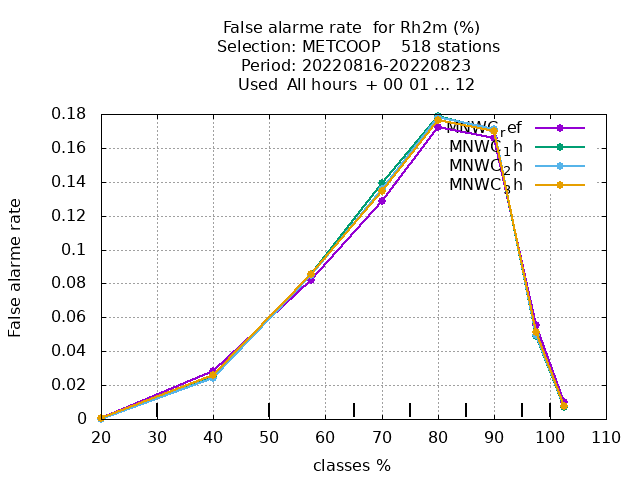 False alarme rate for Rh2m (%)
Selection: METCOOP 518 stations
Period: 20220816-20220823
Used All hours + 00 01 ... 12
False alarme rate
0.18
0.16
0.14
0.12
0.1
0.08
0.06
0.04
0.02
0
MNWC_ref
MNWC_1h
MNWC_2h
MNWC_3h
20 30 40 50 60 70 80 90 100 110
classes %